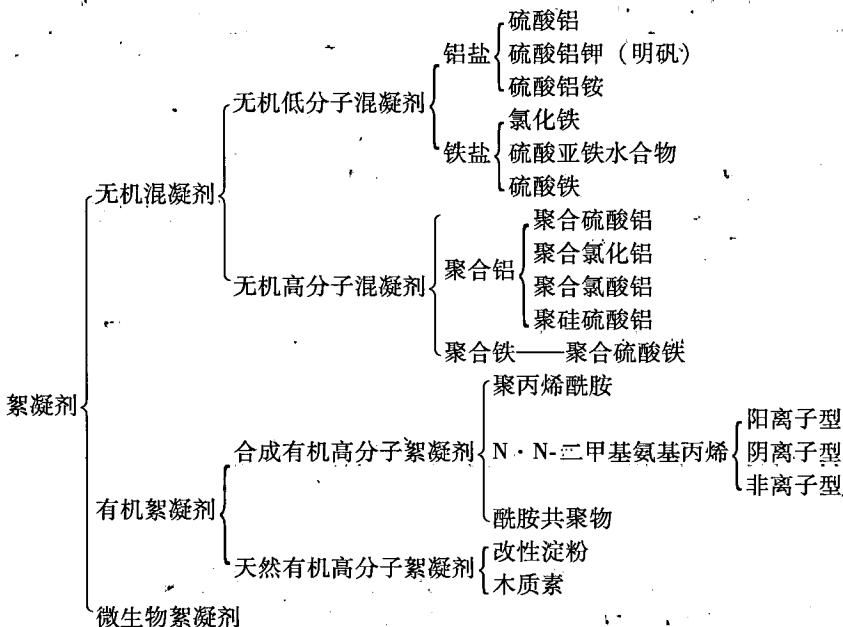 硫酸铝
铝盐
硫酸铝钾（明矾）
硫酸铝铵
无机低分子混凝剂
氯化铁
铁盐
硫酸亚铁水合物
硫酸铁
无机混凝剂
聚合硫酸铝
聚合氯化铝
聚合铝
无机高分子混凝剂
聚合氯酸铝
聚硅硫酸铝
聚合铁——聚合硫酸铁
聚丙烯酰胺
絮凝剂
阳离子型
合成有机高分子絮凝剂
N·N-二甲基氨基丙烯
阴离子型
非离子型
有机絮凝剂
酰胺共聚物
改性淀粉
天然有机高分子絮凝剂
木质素
微生物絮凝剂